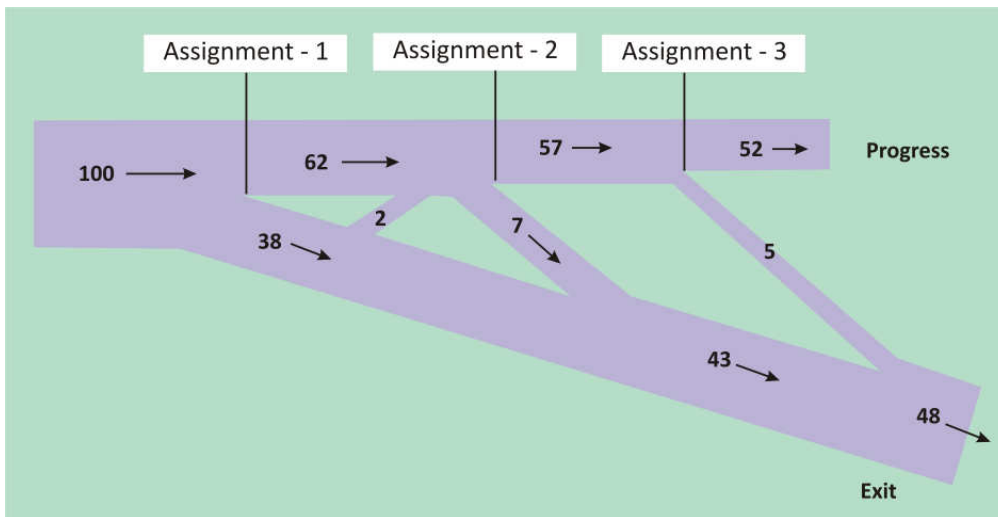 Assignment - 1
Assignment - 2
Assignment - 3
100
62
57
52
Progress
2
7
38
5
43
48
Exit